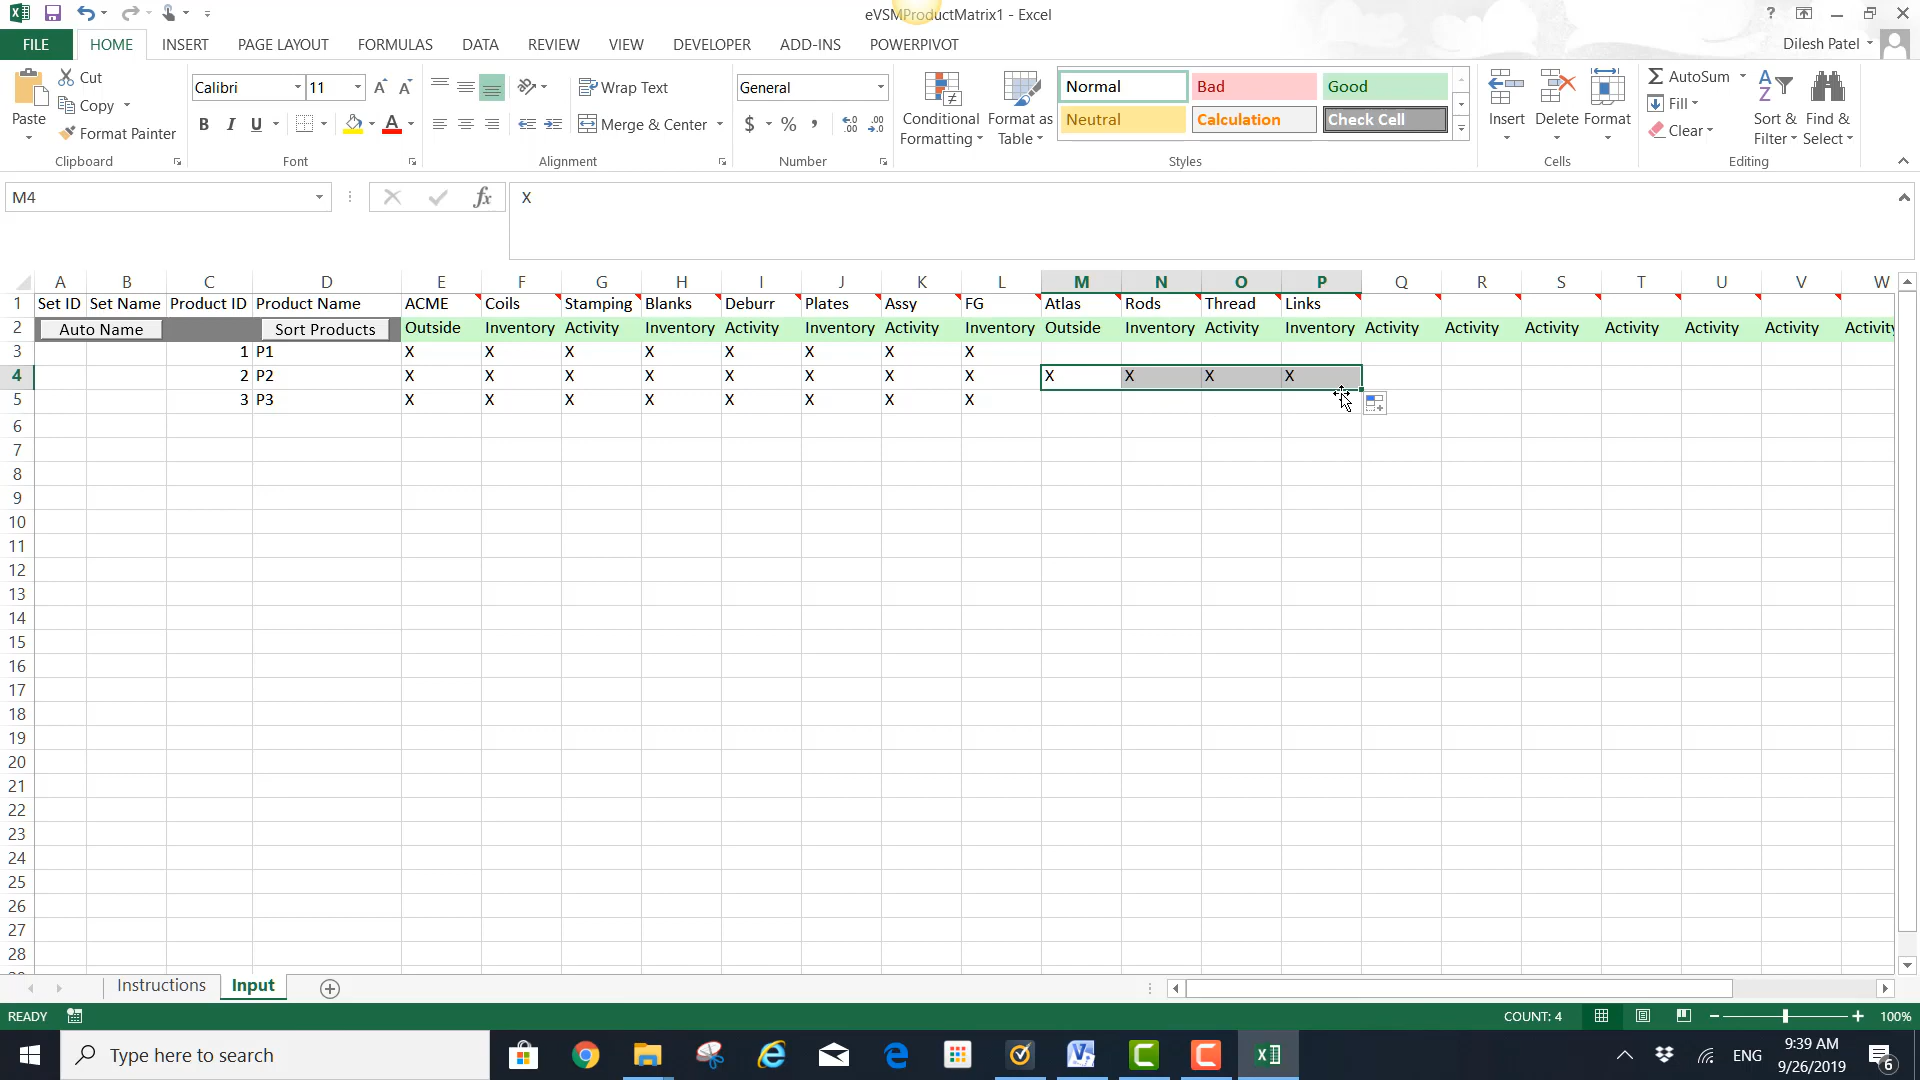 eVSMProductMatrix1 - Excel
?
FILE HOME INSERT PAGE LAYOUT FORMULAS DATA REVIEW VIEW DEVELOPER ADD-INS POWERPIVOT Dilesh Patel
Paste
Cut
Copy
Format Painter
Clipboard
Calibri 11 A A
B I U A
Font
Wrap Text
Merge & Center
Alignment
General
$ % , .00 .0
Number
Conditional Formatting
Format as Table
Normal Bad Good
Neutral Calculation Check Cell
Styles
Insert Delete Format
Cells
AutoSum
Fill
Clear
Sort & Filter
Find & Select
Editing
M4 fx X
A B C D E F G H I J K L M N O P Q R S T U V W
1 Set ID Set Name Product ID Product Name ACME Coils Stamping Blanks Deburr Plates Assy FG Atlas Rods Thread Links
2 Auto Name Sort Products Outside Inventory Activity Inventory Activity Inventory Activity Inventory Outside Inventory Activity Inventory Activity Activity Activity Activity Activity Activity Activity
3 1 P1 X X X X X X X X
4 2 P2 X X X X X X X X X X X X
5 3 P3 X X X X X X X X
6
7
8
9
10
11
12
13
14
15
16
17
18
19
20
21
22
23
24
25
26
27
28
Instructions Input
READY COUNT: 4 100%
Type here to search ENG 9:39 AM
9/26/2019 6